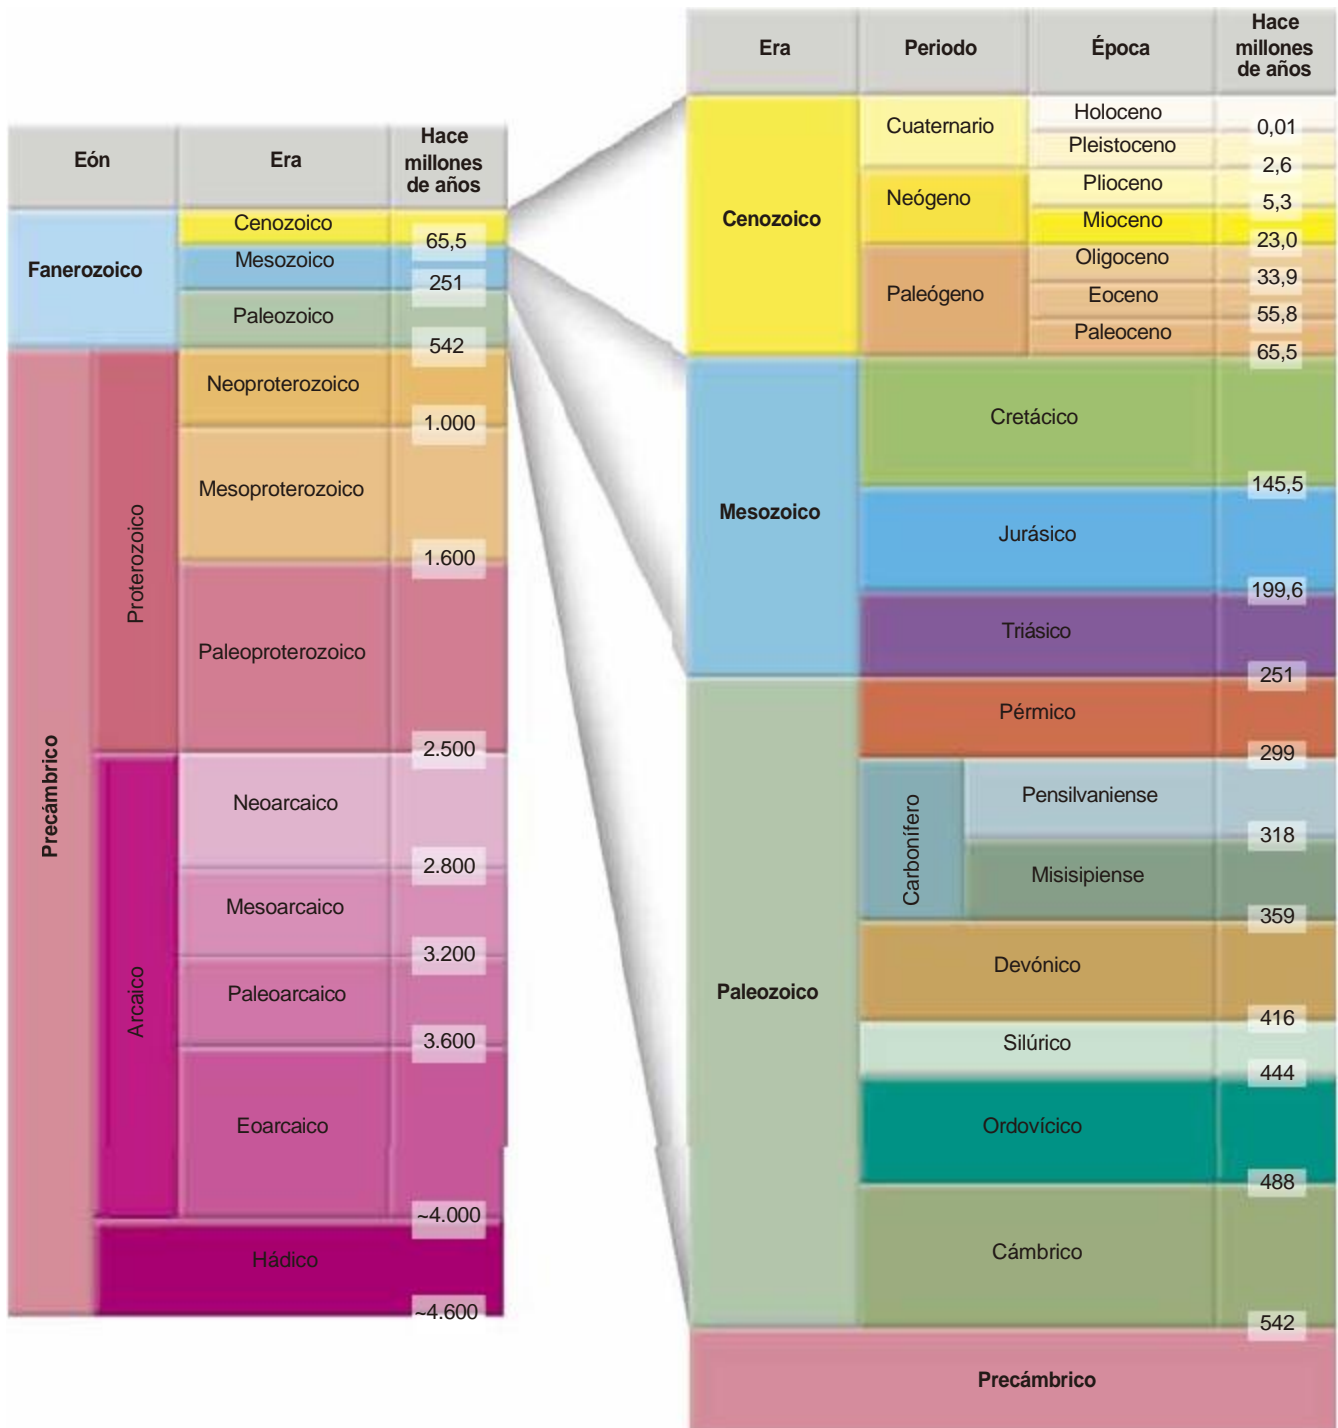 Eón
Era
Hace
millones
de años
Fanerozoico
Cenozoico
65,5
Mesozoico
251
Paleozoico
542
Precámbrico
Proterozoico
Neoproterozoico
1.000
Mesoproterozoico
1.600
Paleoproterozoico
2.500
Arcaico
Neoarcaico
2.800
Mesoarcaico
3.200
Paleoarcaico
3.600
Eoarcaico
~4.000
Hádico
~4.600
Era
Periodo
Época
Hace
millones
de años
Cenozoico
Cuaternario
Holoceno
0,01
Pleistoceno
2,6
Neógeno
Plioceno
5,3
Mioceno
23,0
Paleógeno
Oligoceno
33,9
Eoceno
55,8
Paleoceno
65,5
Mesozoico
Cretácico
145,5
Jurásico
199,6
Triásico
251
Paleozoico
Pérmico
299
Carbonífero
Pensilvaniense
318
Misisipiense
359
Devónico
416
Silúrico
444
Ordovícico
488
Cámbrico
542
Precámbrico